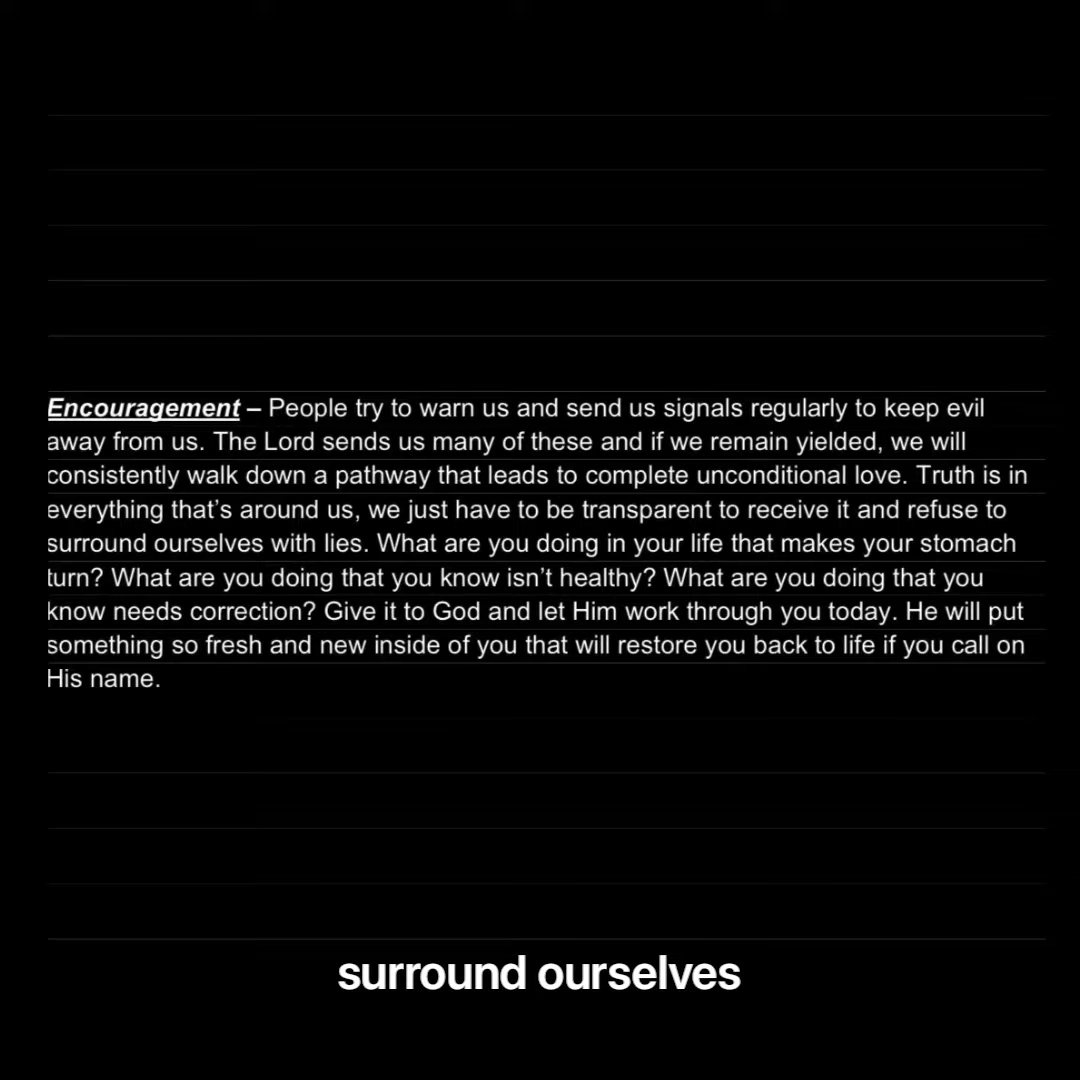 Encouragement – People try to warn us and send us signals regularly to keep evil
away from us. The Lord sends us many of these and if we remain yielded, we will
consistently walk down a pathway that leads to complete unconditional love. Truth is in
everything that’s around us, we just have to be transparent to receive it and refuse to
surround ourselves with lies. What are you doing in your life that makes your stomach
turn? What are you doing that you know isn’t healthy? What are you doing that you
know needs correction? Give it to God and let Him work through you today. He will put
something so fresh and new inside of you that will restore you back to life if you call on
His name.
surround ourselves